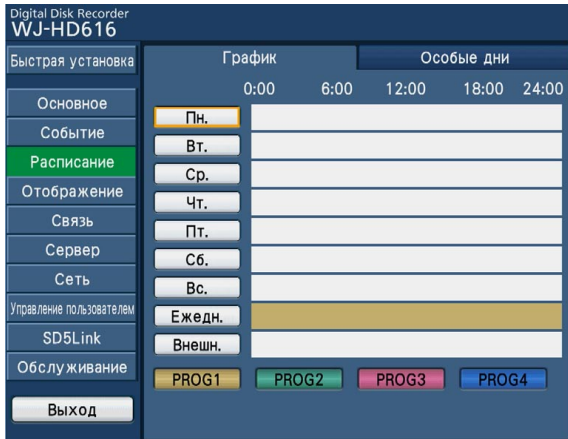 Digital Disk Recorder
WJ-HD616
Быстрая установка
График
Особые дни
0:00 6:00 12:00 18:00 24:00
Основное
Событие
Расписание
Отображение
Связь
Сервер
Сеть
Управление пользователем
SD5Link
Обслуживание
Выход
Пн.
Вт.
Ср.
Чт.
Пт.
Сб.
Вс.
Ежедн.
Внешн.
PROG1 PROG2 PROG3 PROG4